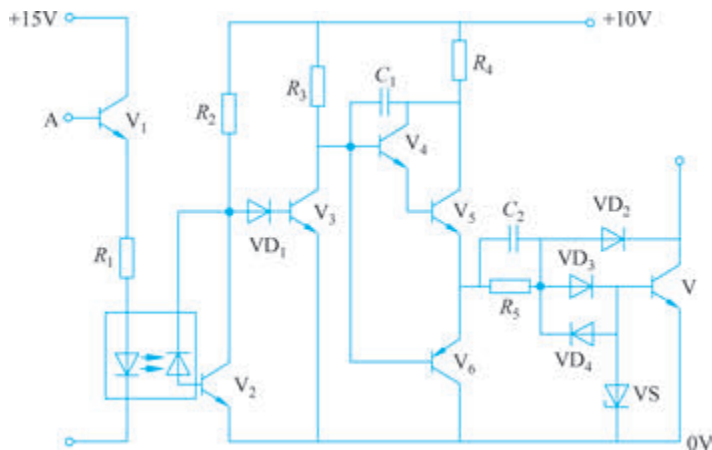 +15V
+10V
A
V₁
R₁
R₂
R₃
C₁
R₄
V₄
VD₁
V₃
V₅
C₂
VD₂
VD₃
V
R₅
VD₄
V₂
V₆
VS
0V